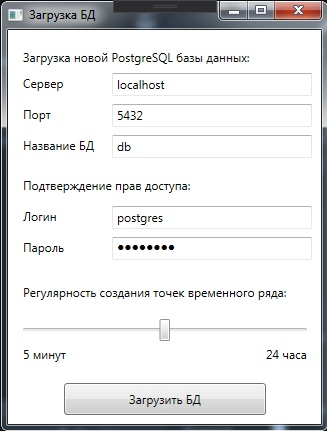 Загрузка БД
Загрузка новой PostgreSQL базы данных:
Сервер localhost
Порт 5432
Название БД db
Подтверждение прав доступа:
Логин postgres
Пароль ●●●●●●●●
Регулярность создания точек временного ряда:
5 минут 24 часа
Загрузить БД